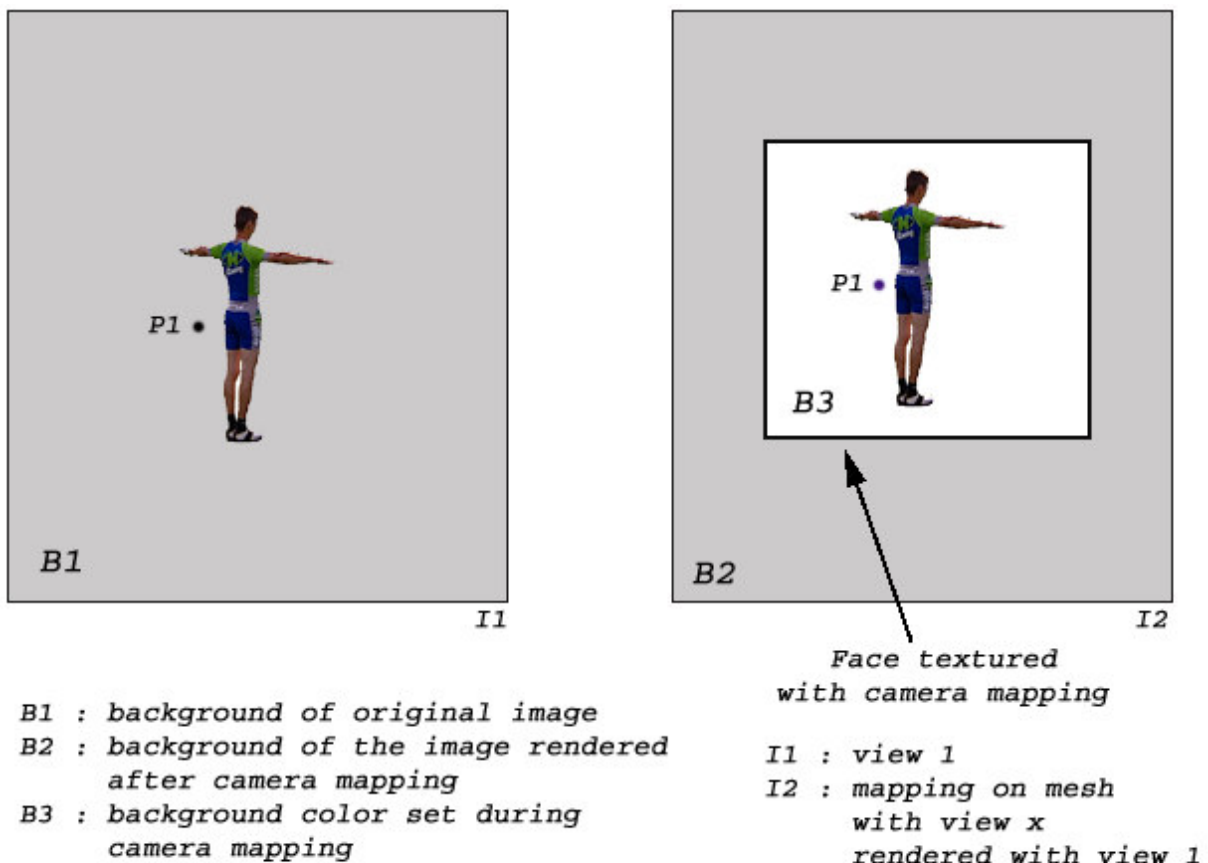 P1
B1
I1
P1
B3
B2
I2
Face textured
with camera mapping
B1 : background of original image
B2 : background of the image rendered
after camera mapping
B3 : background color set during
camera mapping
I1 : view 1
I2 : mapping on mesh
with view x
rendered with view 1